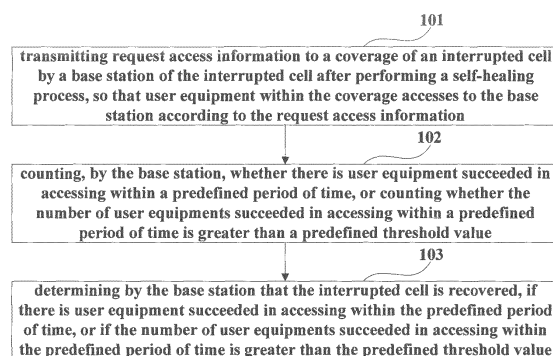 101
transmitting request access information to a coverage of an interrupted cell
by a base station of the interrupted cell after performing a self-healing
process, so that user equipment within the coverage accesses to the base
station according to the request access information
102
counting, by the base station, whether there is user equipment succeeded in
accessing within a predefined period of time, or counting whether the
number of user equipments succeeded in accessing within a predefined
period of time is greater than a predefined threshold value
103
determining by the base station that the interrupted cell is recovered, if
there is user equipment succeeded in accessing within the predefined period
of time, or if the number of user equipments succeeded in accessing within
the predefined period of time is greater than the predefined threshold value